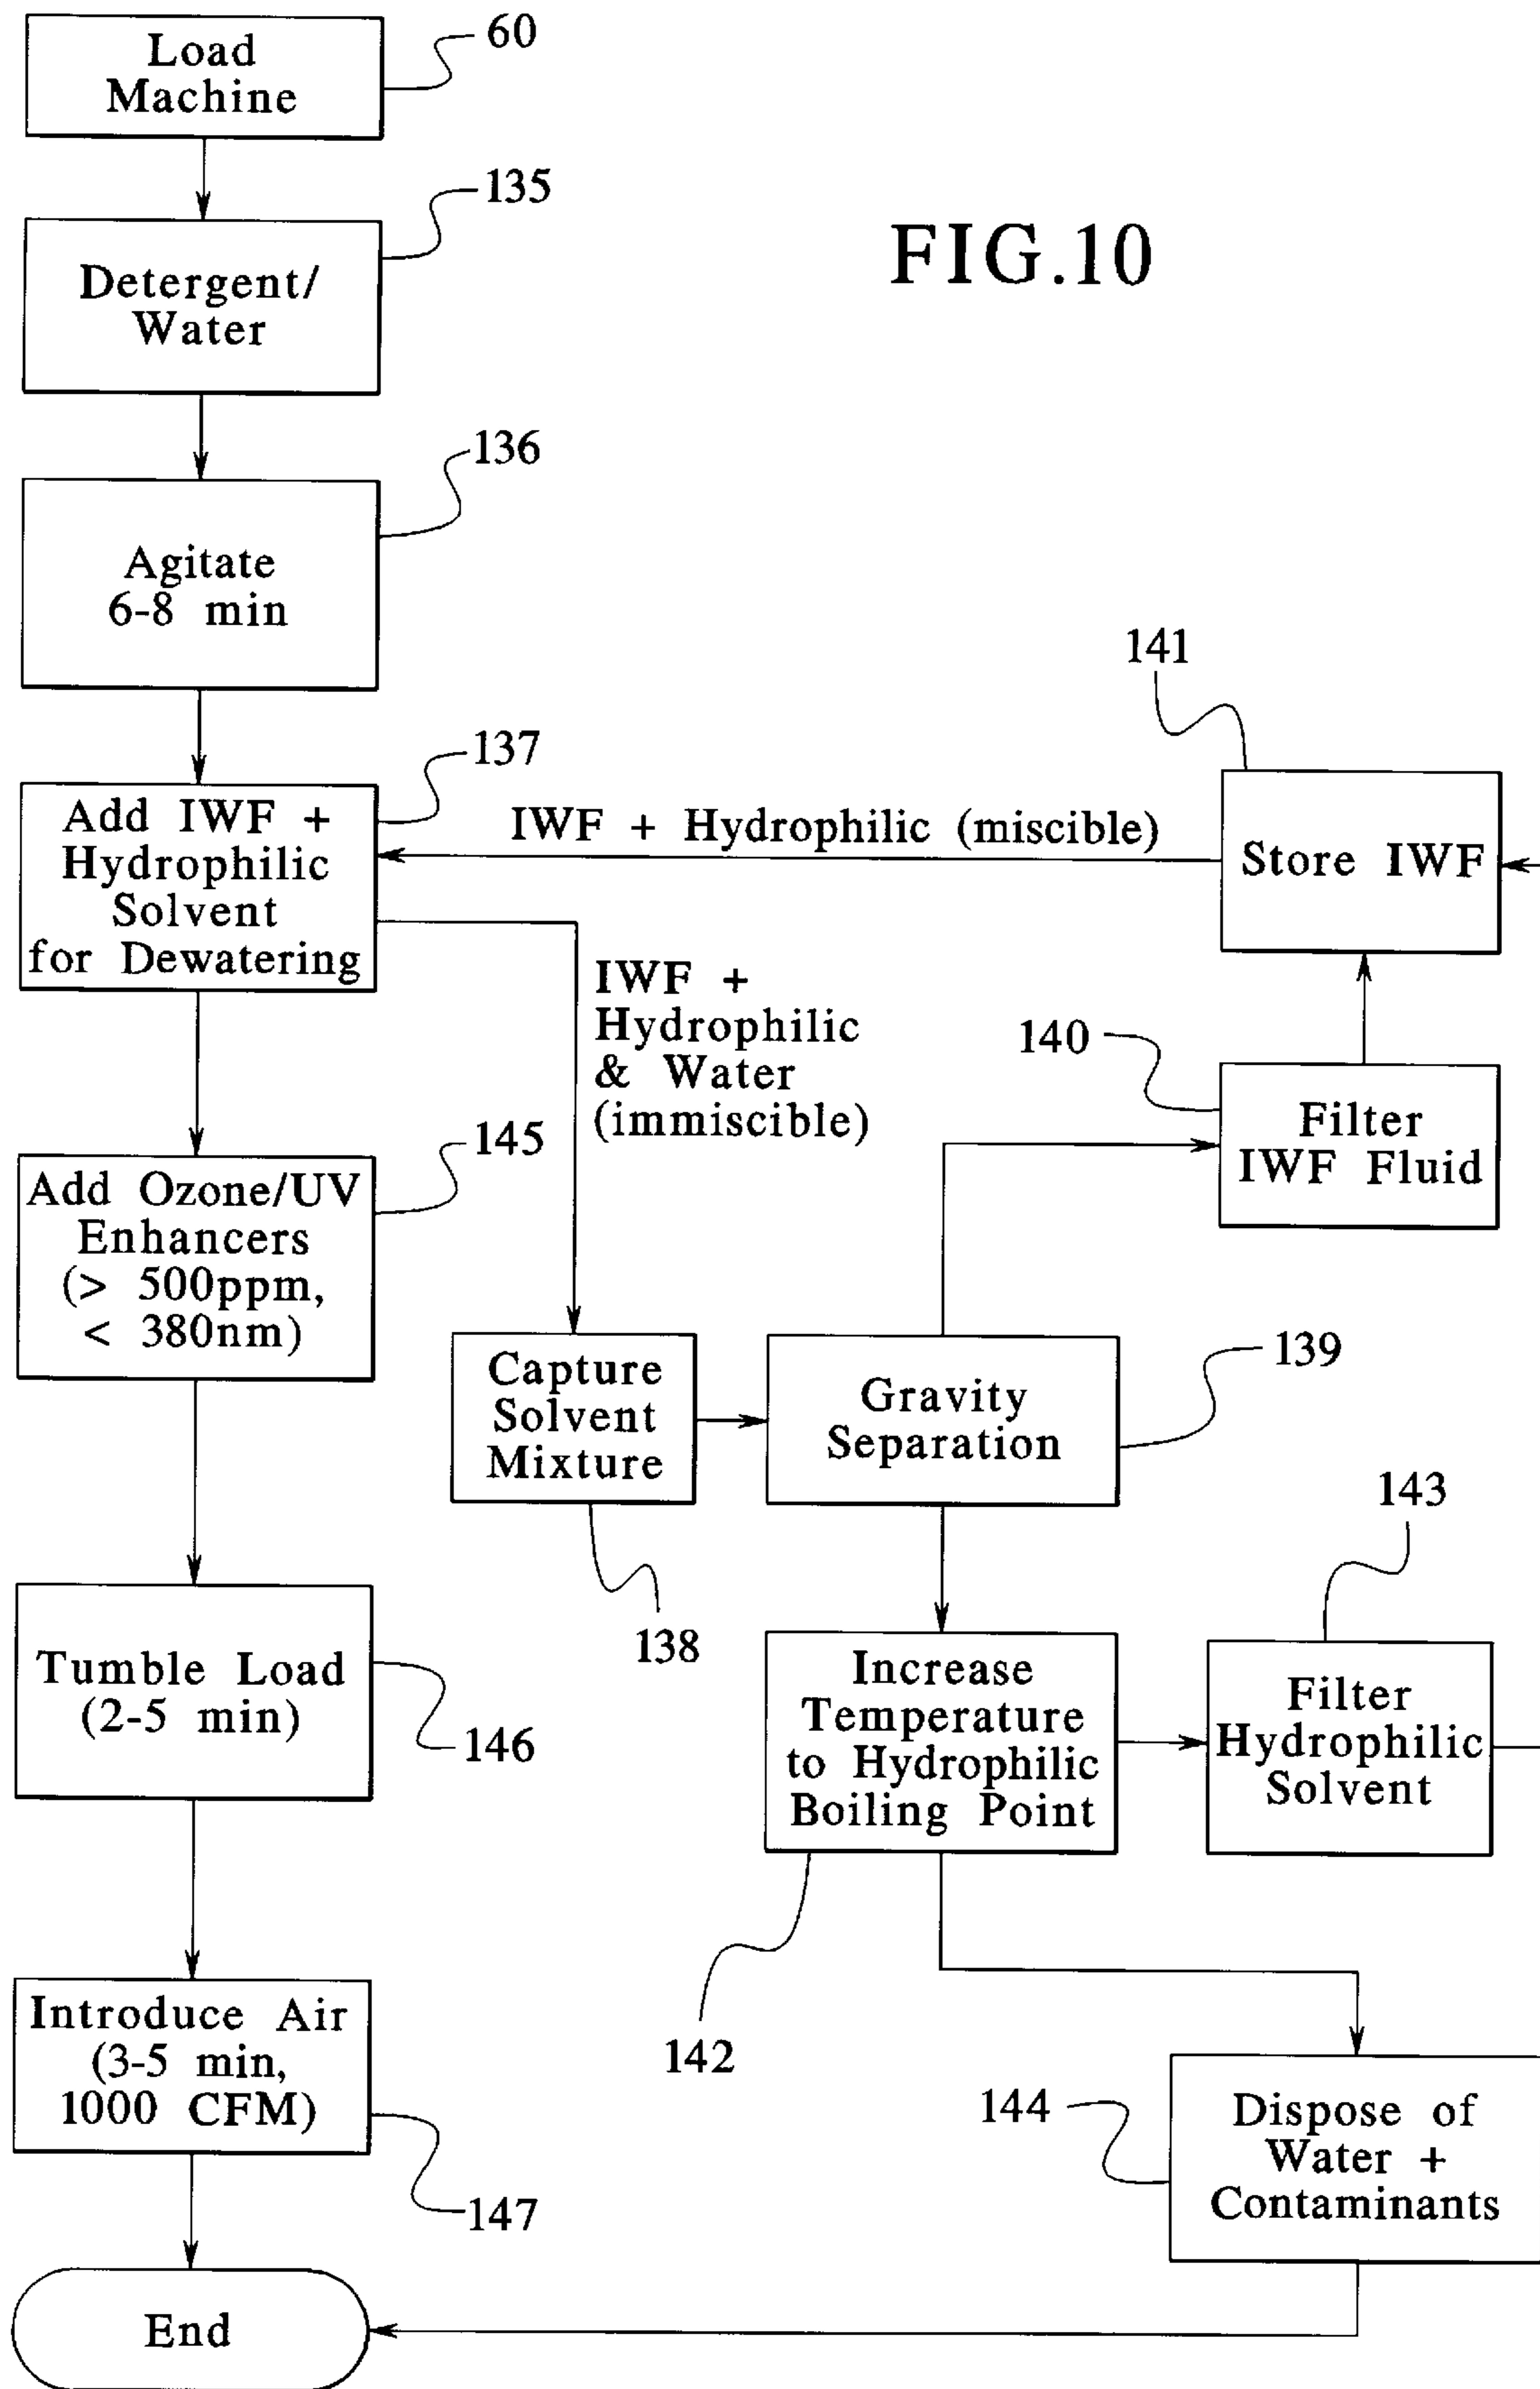 Load
Machine
60
135
Detergent/
Water
FIG.10
136
Agitate
6-8 min
137
Add IWF +
Hydrophilic
Solvent
for Dewatering
IWF + Hydrophilic (miscible)
141
Store IWF
IWF +
Hydrophilic
& Water
(immiscible)
140
Filter
IWF Fluid
145
Add Ozone/UV
Enhancers
(> 500ppm,
< 380nm)
Capture
Solvent
Mixture
138
Gravity
Separation
139
143
Tumble Load
(2-5 min)
146
Increase
Temperature
to Hydrophilic
Boiling Point
142
Filter
Hydrophilic
Solvent
Introduce Air
(3-5 min,
1000 CFM)
147
144
Dispose of
Water +
Contaminants
End